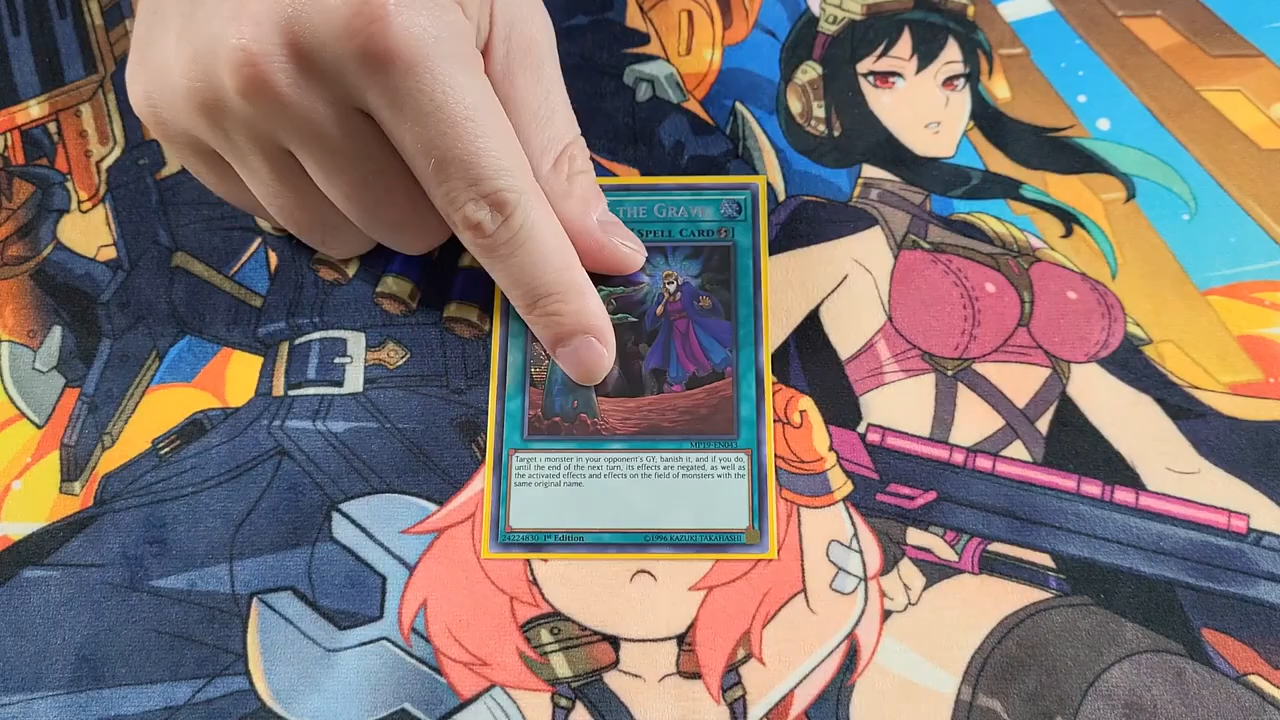 THE GRAVE
[SPELL CARD]
MP19-EN043
Target 1 monster in your opponent's GY; banish it, and if you do,
until the end of the next turn, its effects are negated, as well as
the activated effects and effects on the field of monsters with the
same original name.
24224830 1st Edition ©1996 KAZUKI TAKAHASHI